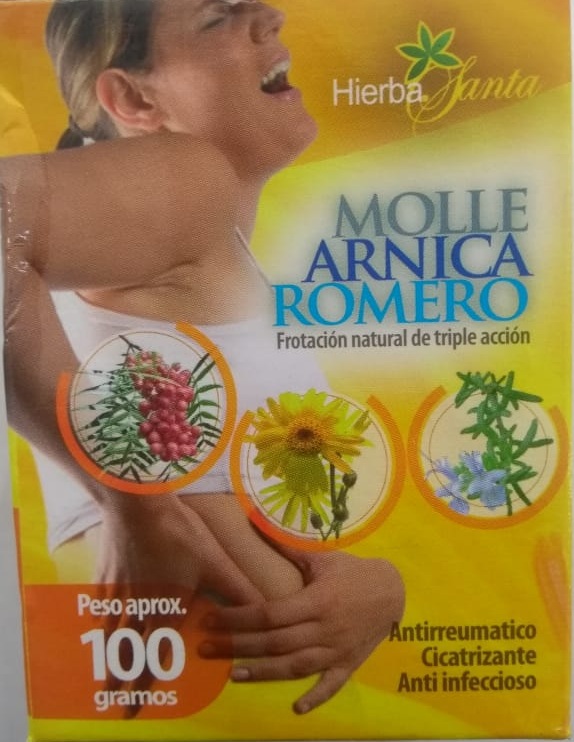 Hierba Santa
MOLLE
ARNICA
ROMERO
Frotación natural de triple acción
Peso aprox.
100
gramos
Antirreumatico
Cicatrizante
Anti infeccioso